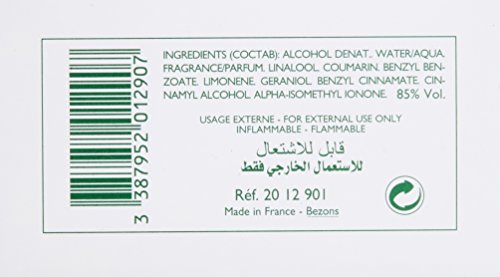 INGREDIENTS (COCTAB): ALCOHOL DENAT., WATER/AQUA,
FRAGRANCE/PARFUM, LINALOOL, COUMARIN, BENZYL BEN-
ZOATE, LIMONENE, GERANIOL, BENZYL CINNAMATE, CIN-
NAMYL ALCOHOL, ALPHA-ISOMETHYL IONONE. 85% Vol.
USAGE EXTERNE - FOR EXTERNAL USE ONLY
INFLAMMABLE - FLAMMABLE
قابل للاشتعال
للاستعمال الخارجي فقط
Réf. 20 12 901
Made in France - Bezons
3 387952 012907